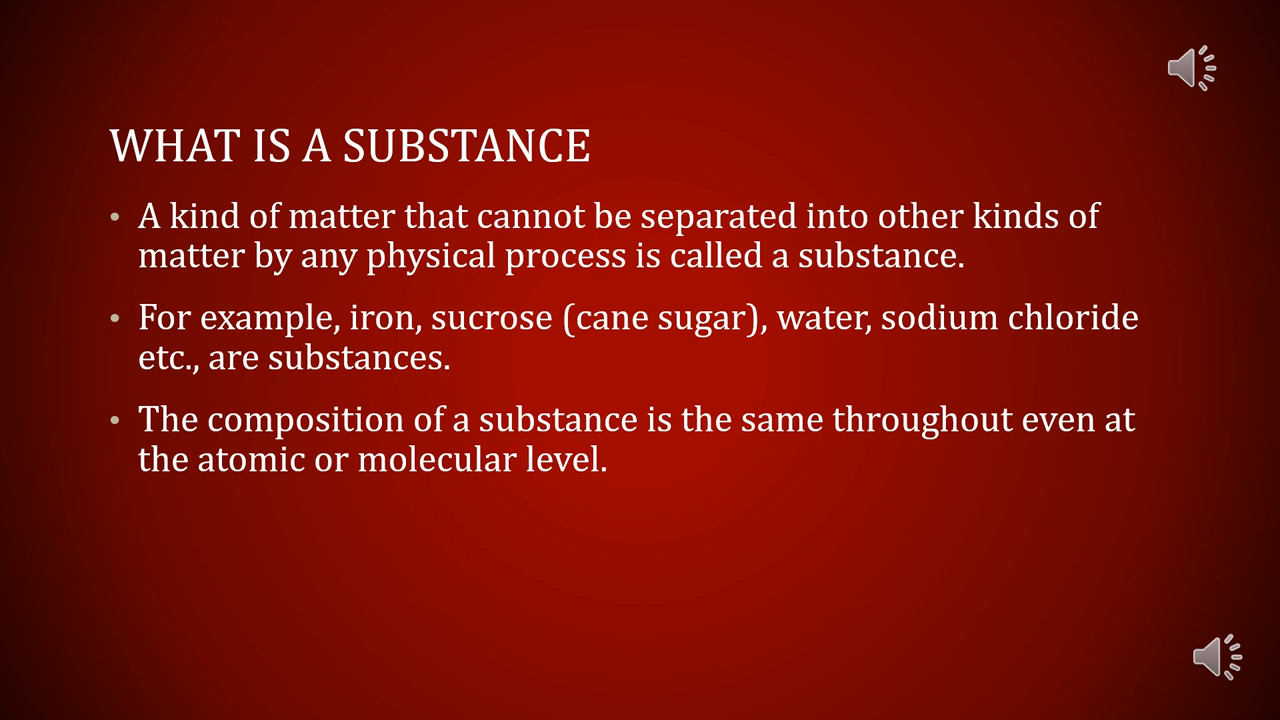 WHAT IS A SUBSTANCE
• A kind of matter that cannot be separated into other kinds of
matter by any physical process is called a substance.
• For example, iron, sucrose (cane sugar), water, sodium chloride
etc., are substances.
• The composition of a substance is the same throughout even at
the atomic or molecular level.